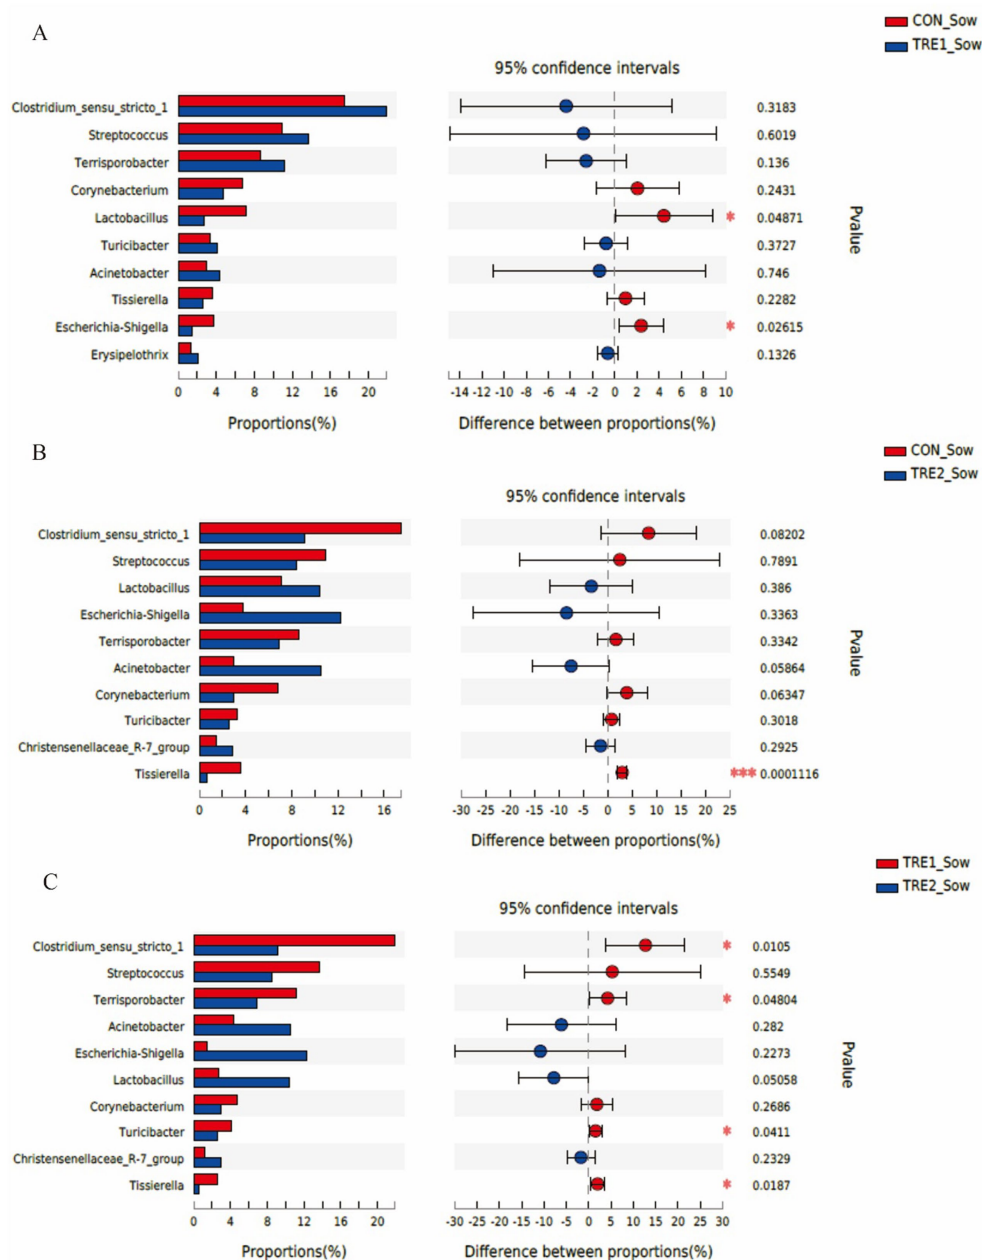 A
CON_Sow
TRE1_Sow
95% confidence intervals
Clostridium_sensu_stricto_1 0.3183
Streptococcus 0.6019
Terrisporobacter 0.136
Corynebacterium 0.2431
Lactobacillus * 0.04871
Turicibacter 0.3727
Acinetobacter 0.746
Tissierella 0.2282
Escherichia-Shigella * 0.02615
Erysipelothrix 0.1326
Pvalue
0 4 8 12 16 20 -14 -12 -10 -8 -6 -4 -2 0 2 4 6 8 10
Proportions(%) Difference between proportions(%)
B
CON_Sow
TRE2_Sow
95% confidence intervals
Clostridium_sensu_stricto_1 0.08202
Streptococcus 0.7891
Lactobacillus 0.386
Escherichia-Shigella 0.3363
Terrisporobacter 0.3342
Acinetobacter 0.05864
Corynebacterium 0.06347
Turicibacter 0.3018
Christensenellaceae_R-7_group 0.2925
Tissierella *** 0.0001116
Pvalue
0 4 8 12 16 -30 -25 -20 -15 -10 -5 0 5 10 15 20 25
Proportions(%) Difference between proportions(%)
C
TRE1_Sow
TRE2_Sow
95% confidence intervals
Clostridium_sensu_stricto_1 * 0.0105
Streptococcus 0.5549
Terrisporobacter * 0.04804
Acinetobacter 0.282
Escherichia-Shigella 0.2273
Lactobacillus 0.05058
Corynebacterium 0.2686
Turicibacter * 0.0411
Christensenellaceae_R-7_group 0.2329
Tissierella * 0.0187
Pvalue
0 4 8 12 16 20 -30 -25 -20 -15 -10 -5 0 5 10 15 20 25 30
Proportions(%) Difference between proportions(%)